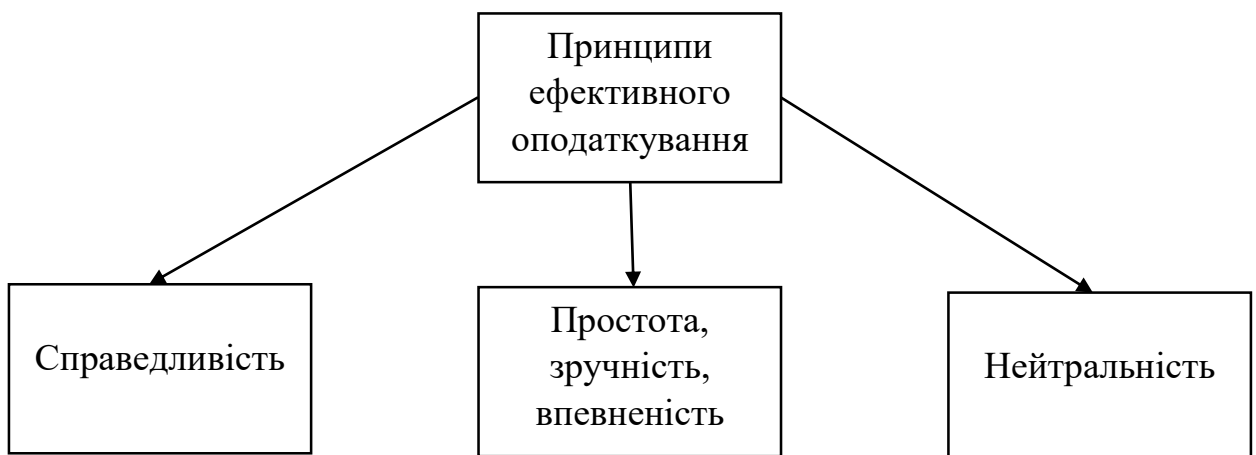 Принципи
ефективного
оподаткування
Справедливість
Простота,
зручність,
впевненість
Нейтральність